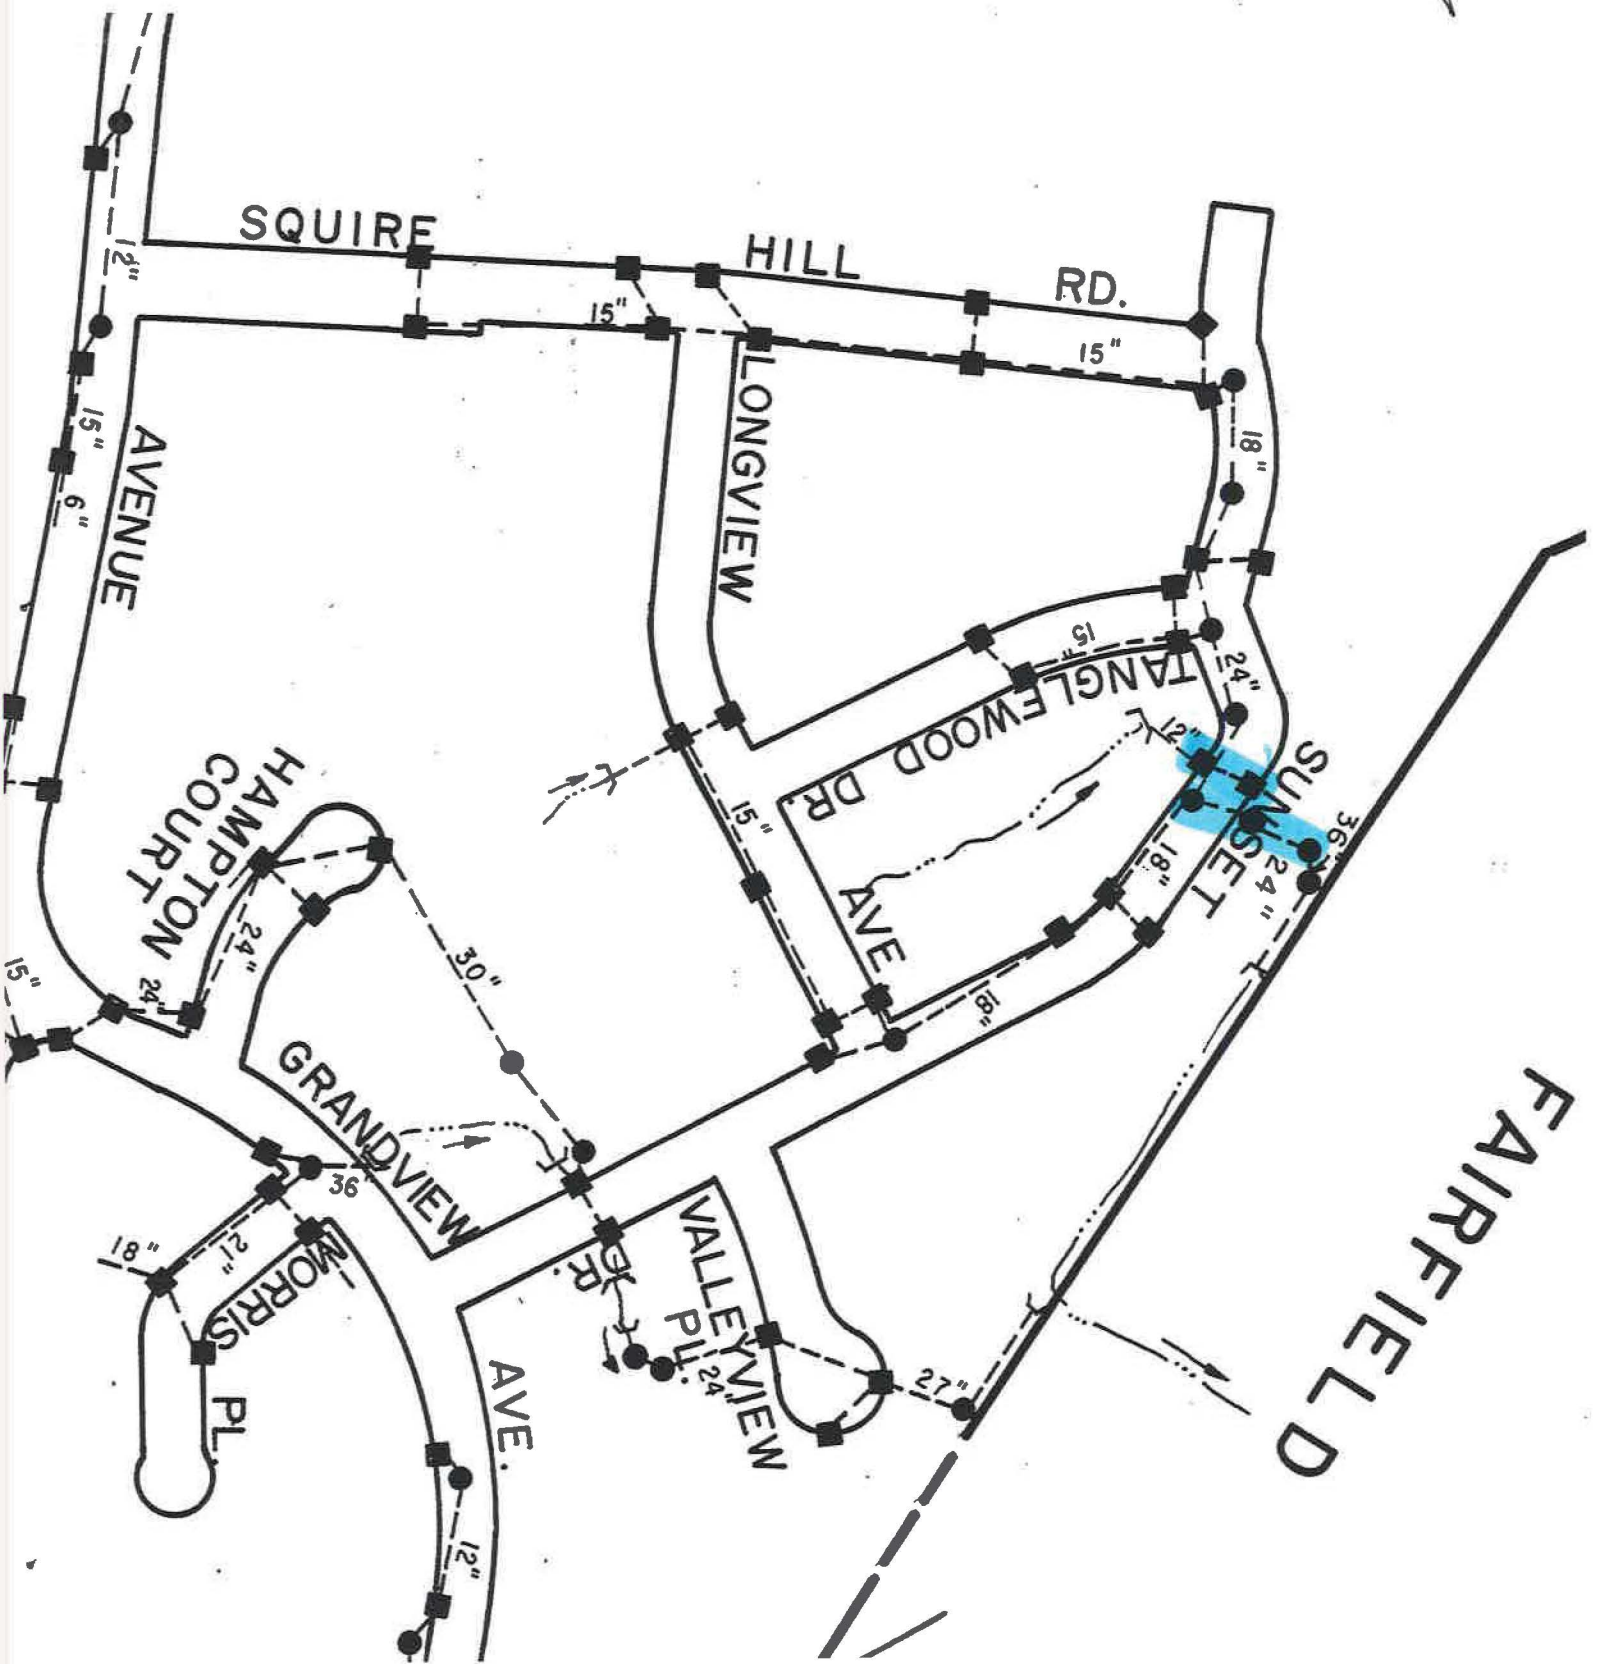 SQUIRE HILL RD.
12"
15"
15"
15"
6"
AVENUE
LONGVIEW
18"
15"
TANGLEWOOD DR.
24"
12"
SUNSET
36"
24"
18"
15"
AVE
18"
HAMPTON
COURT
24"
24"
15"
30"
GRANDVIEW
36"
18"
21"
MORRIS
PL.
DR.
VALLEYVIEW
PL.
24"
27"
AVE.
12"
FAIRFIELD